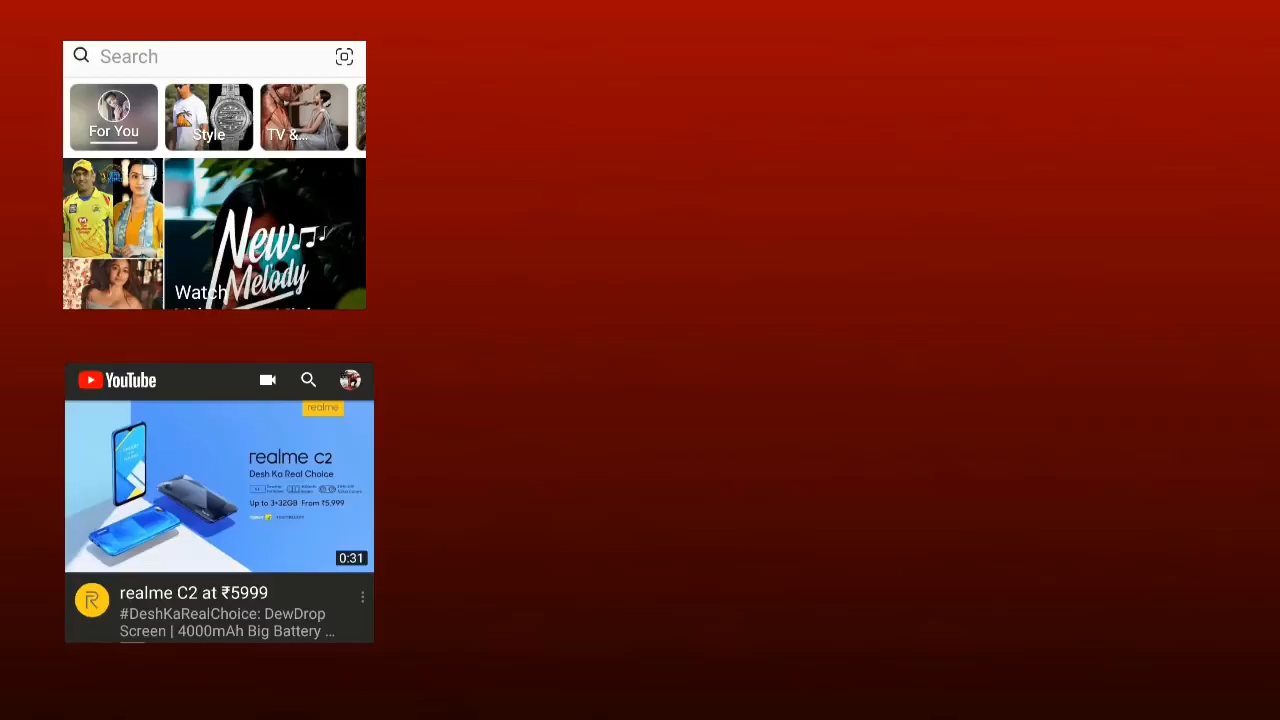 Search
For You
Style
TV &...
New
Melody
Watch
YouTube
realme
realme C2
Desh Ka Real Choice
Up to 3+32GB From ₹5,999
0:31
realme C2 at ₹5999
#DeshKaRealChoice: DewDrop
Screen | 4000mAh Big Battery ...